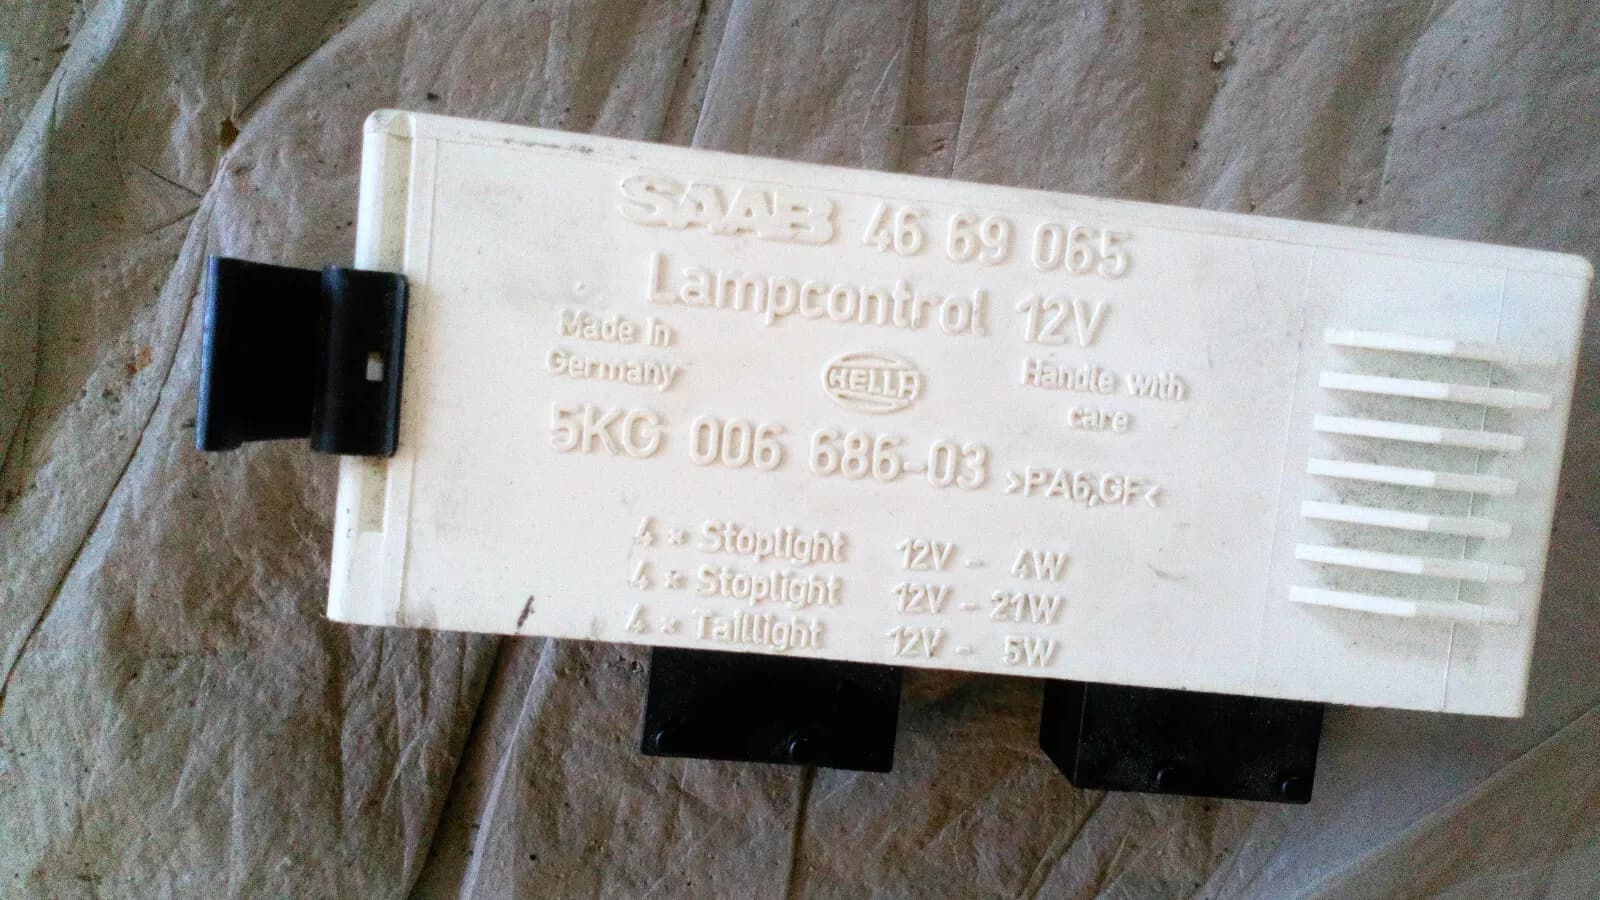 SAAB 46 69 065
Lampcontrol 12V
Made in
Germany
HELLA
Handle with
care
5KG 006 686-03 >PA6,GF<
4 × Stoplight 12V - 4W
4 × Stoplight 12V - 21W
4 × Taillight 12V - 5W